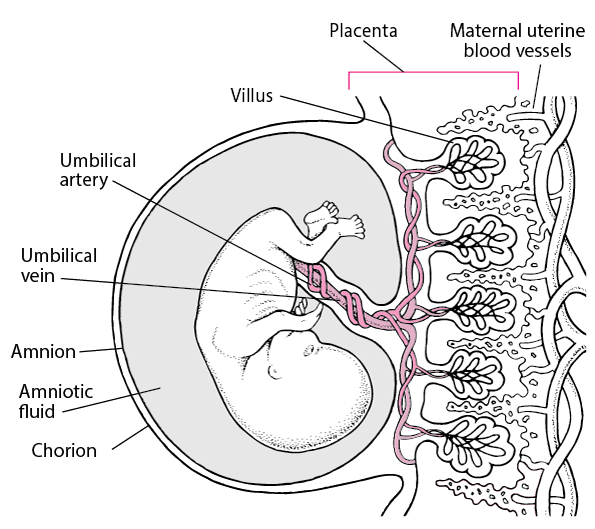 Placenta
Maternal uterine
blood vessels
Villus
Umbilical
artery
Umbilical
vein
Amnion
Amniotic
fluid
Chorion